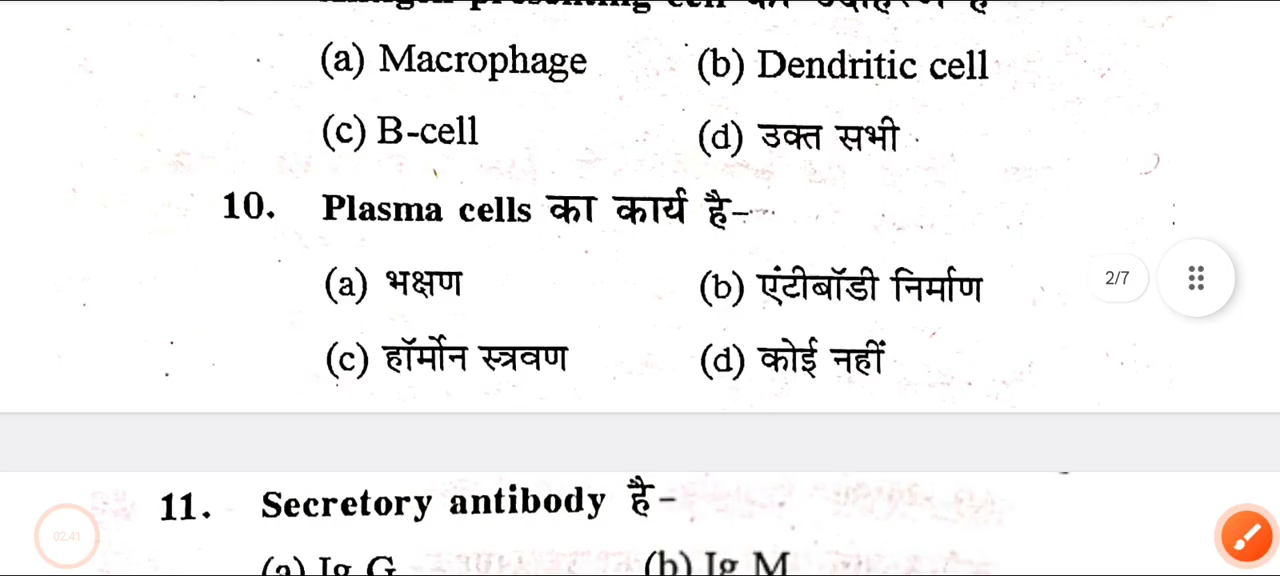 (a) Macrophage (b) Dendritic cell
(c) B-cell (d) उक्त सभी
10. Plasma cells का कार्य है-
(a) भक्षण (b) एंटीबॉडी निर्माण
2/7
(c) हॉर्मोन स्त्रवण (d) कोई नहीं
11. Secretory antibody है-
02:41
(a) Ig G (b) Ig M